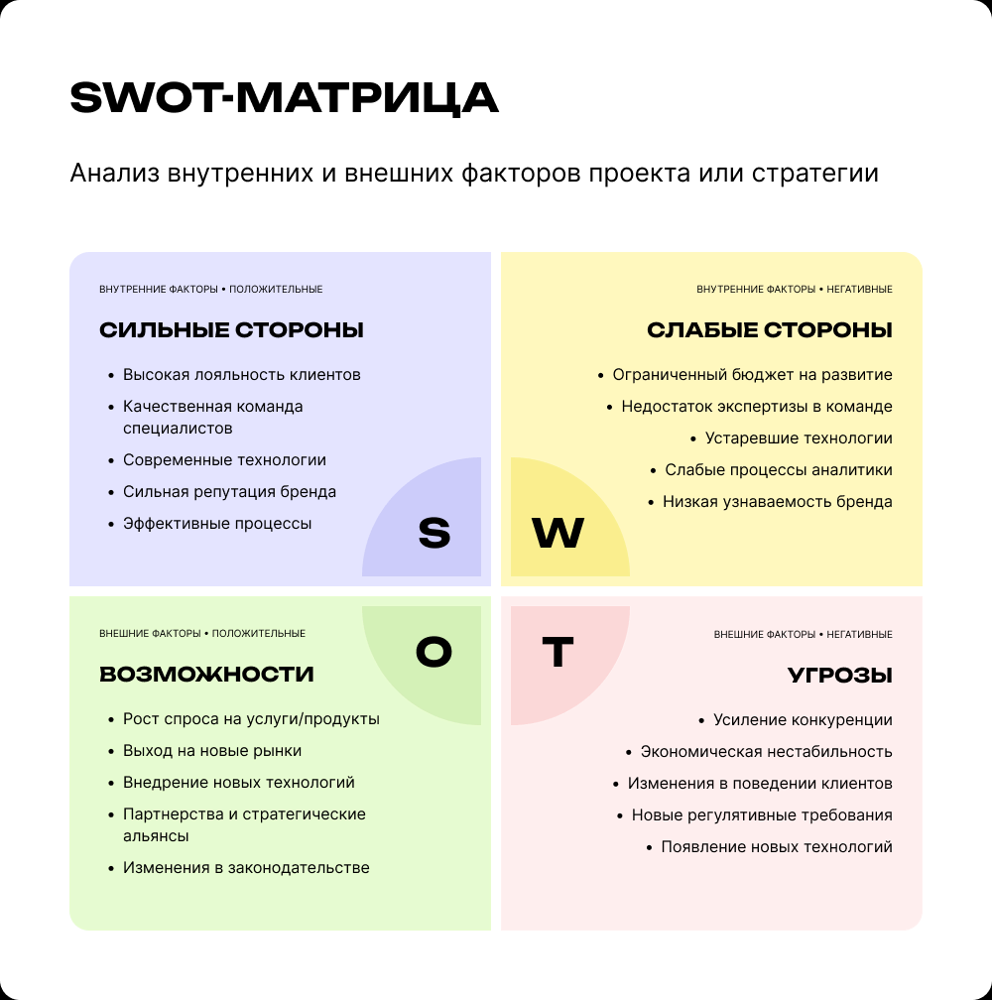 SWOT-МАТРИЦА
Анализ внутренних и внешних факторов проекта или стратегии
ВНУТРЕННИЕ ФАКТОРЫ • ПОЛОЖИТЕЛЬНЫЕ
СИЛЬНЫЕ СТОРОНЫ
• Высокая лояльность клиентов
• Качественная команда
специалистов
• Современные технологии
• Сильная репутация бренда
• Эффективные процессы
S
ВНУТРЕННИЕ ФАКТОРЫ • НЕГАТИВНЫЕ
СЛАБЫЕ СТОРОНЫ
• Ограниченный бюджет на развитие
• Недостаток экспертизы в команде
• Устаревшие технологии
• Слабые процессы аналитики
• Низкая узнаваемость бренда
W
ВНЕШНИЕ ФАКТОРЫ • ПОЛОЖИТЕЛЬНЫЕ
O
ВОЗМОЖНОСТИ
• Рост спроса на услуги/продукты
• Выход на новые рынки
• Внедрение новых технологий
• Партнерства и стратегические
альянсы
• Изменения в законодательстве
ВНЕШНИЕ ФАКТОРЫ • НЕГАТИВНЫЕ
T
УГРОЗЫ
• Усиление конкуренции
• Экономическая нестабильность
• Изменения в поведении клиентов
• Новые регулятивные требования
• Появление новых технологий